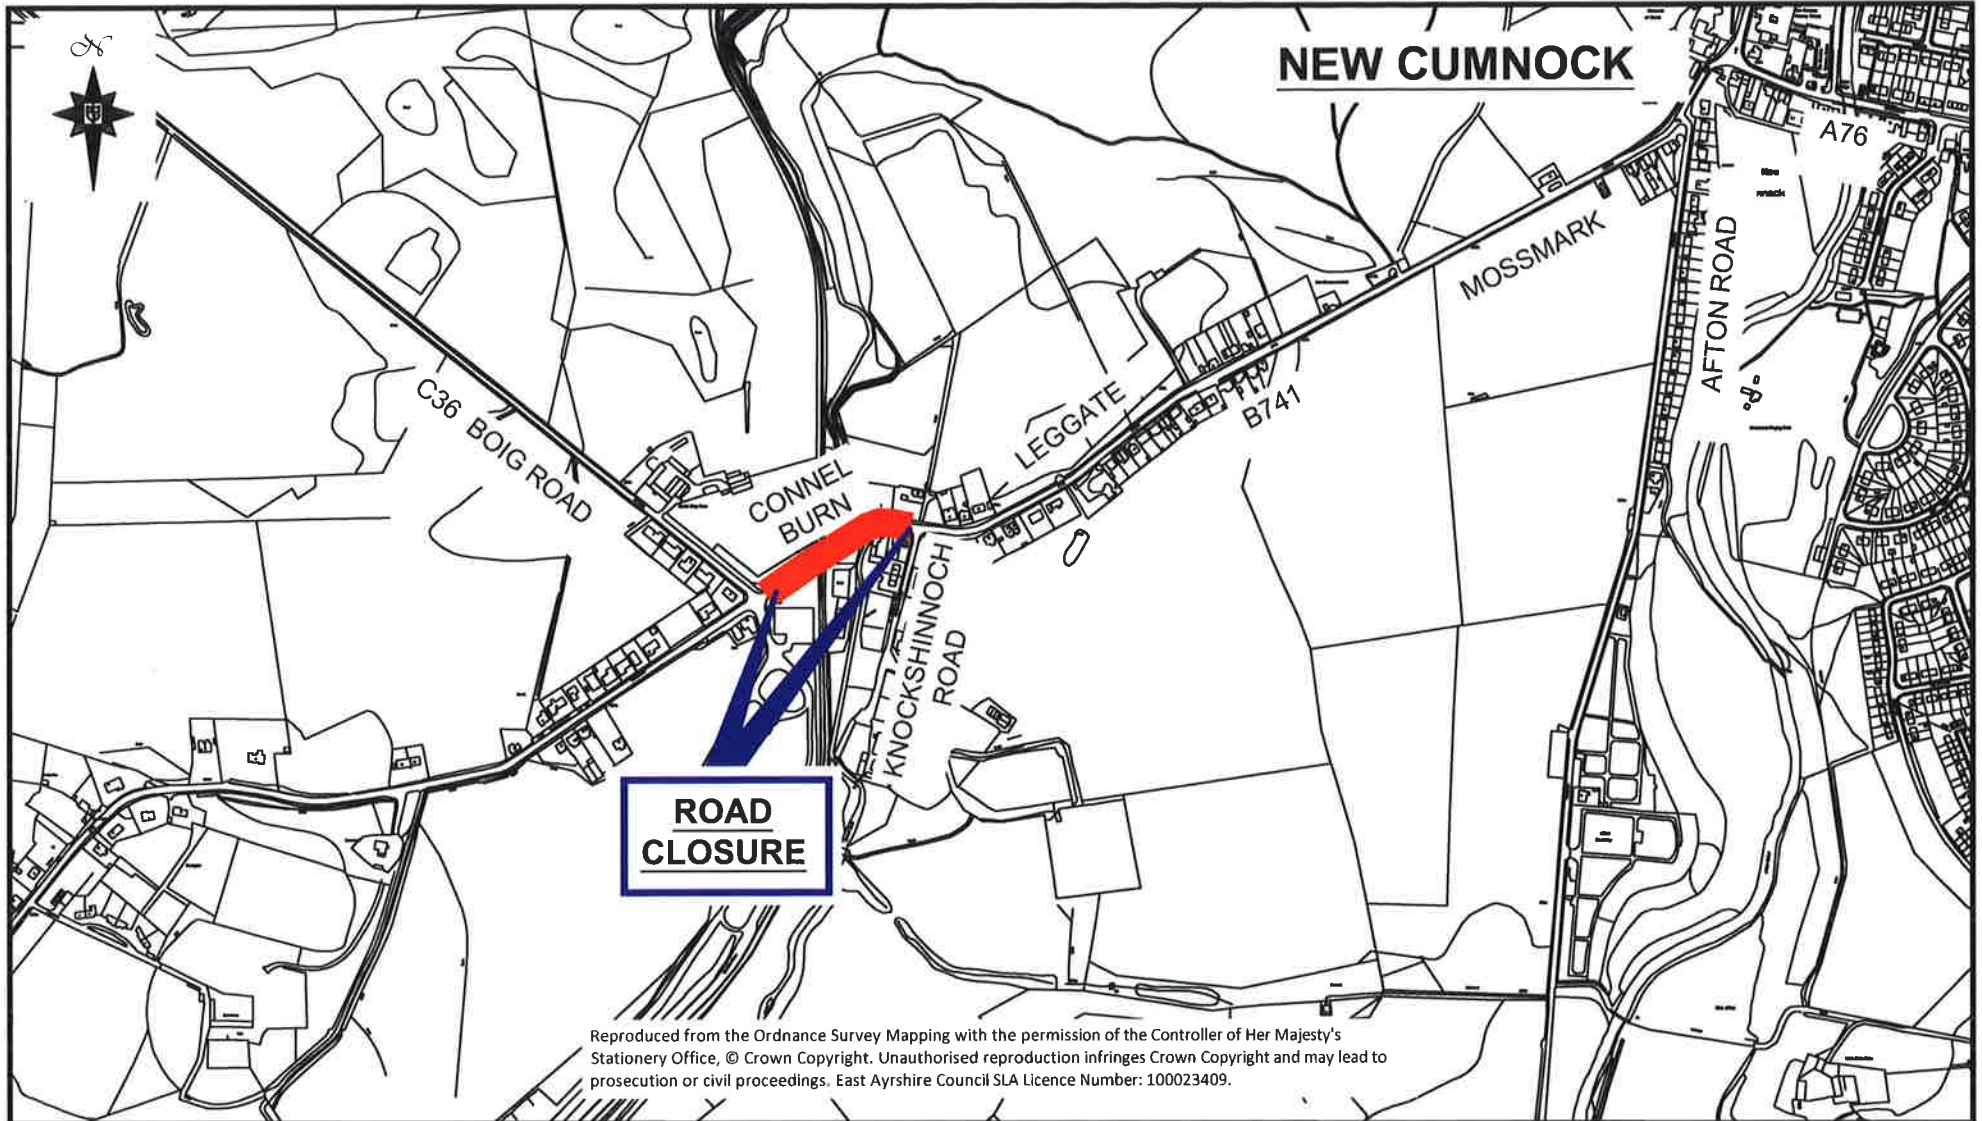 N
NEW CUMNOCK
A76
MOSSMARK
AFTON ROAD
B741
LEGGATE
C36 BOIG ROAD
CONNEL
BURN
KNOCKSHINNOCH
ROAD
ROAD
CLOSURE
Reproduced from the Ordnance Survey Mapping with the permission of the Controller of Her Majesty's
Stationery Office, © Crown Copyright. Unauthorised reproduction infringes Crown Copyright and may lead to
prosecution or civil proceedings. East Ayrshire Council SLA Licence Number: 100023409.